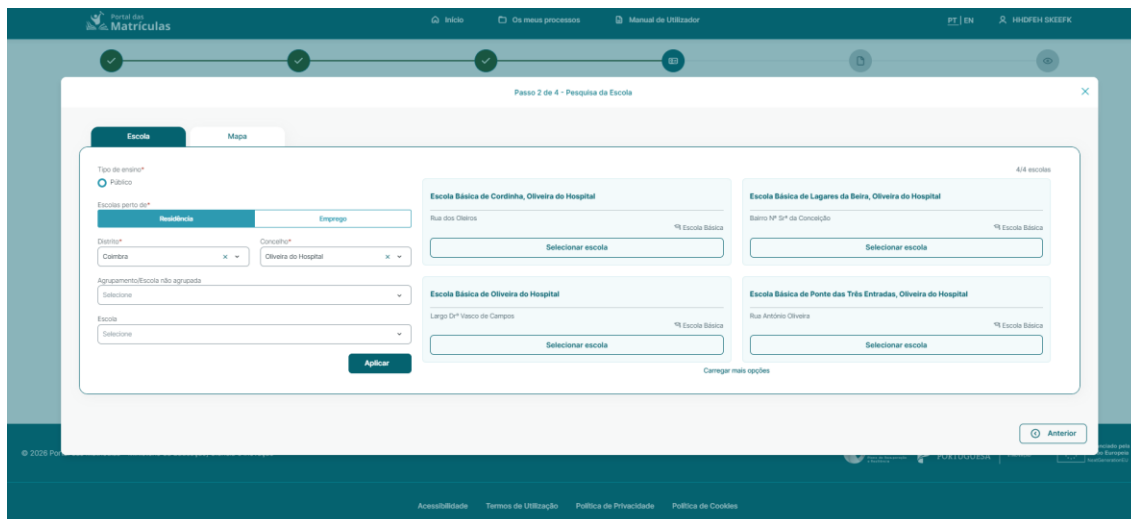 Portal das
Matrículas
Início
Os meus processos
Manual de Utilizador
PT | EN
HHDFEH SKEEFK
Passo 2 de 4 - Pesquisa da Escola
Escola
Mapa
Tipo de ensino*
Público
4/4 escolas
Escolas perto de*
Residência
Emprego
Distrito*
Concelho*
Coimbra
Oliveira do Hospital
Agrupamento/Escola não agrupada
Selecione
Escola
Selecione
Aplicar
Escola Básica de Cordinha, Oliveira do Hospital
Rua dos Oleiros
Escola Básica
Selecionar escola
Escola Básica de Lagares da Beira, Oliveira do Hospital
Bairro Nª Srª da Conceição
Escola Básica
Selecionar escola
Escola Básica de Oliveira do Hospital
Largo Drª Vasco de Campos
Escola Básica
Selecionar escola
Escola Básica de Ponte das Três Entradas, Oliveira do Hospital
Rua António Oliveira
Escola Básica
Selecionar escola
Carregar mais opções
Anterior
© 2026
PORTUGUESA
Acessibilidade
Termos de Utilização
Política de Privacidade
Política de Cookies